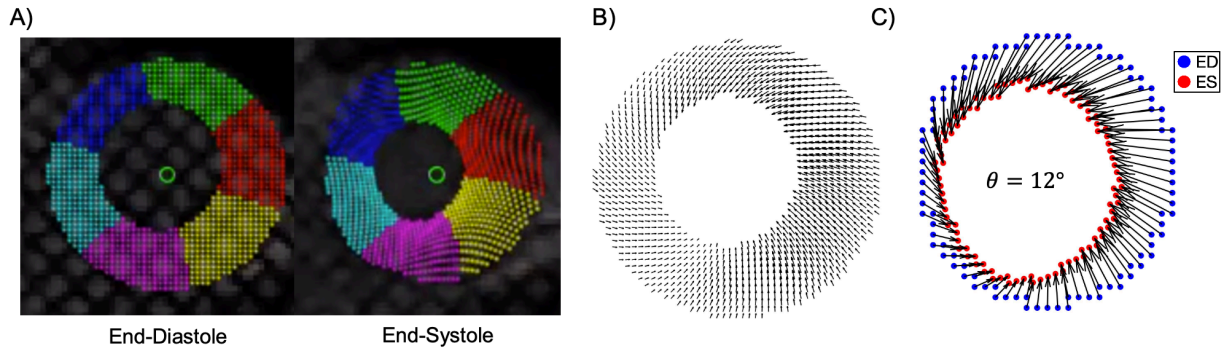 A)
B)
C)
ED
ES
θ = 12°
End-Diastole
End-Systole